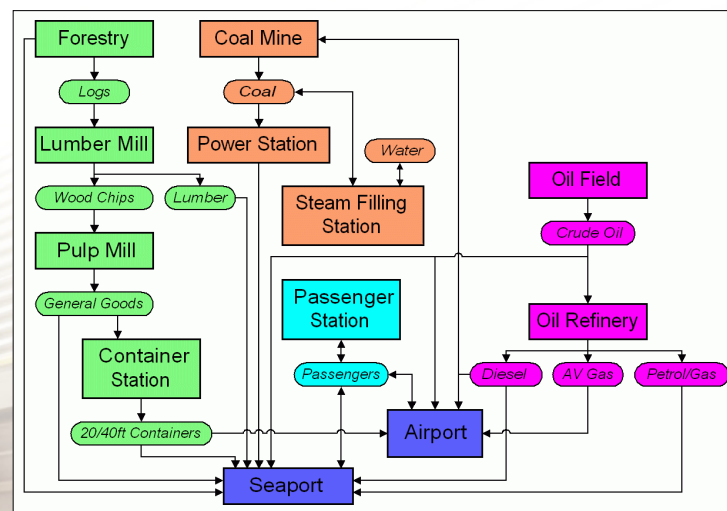 Forestry
Coal Mine
Logs
Coal
Lumber Mill
Power Station
Water
Wood Chips
Lumber
Steam Filling
Station
Oil Field
Crude Oil
Pulp Mill
General Goods
Passenger
Station
Oil Refinery
Container
Station
Passengers
Diesel
AV Gas
Petrol/Gas
20/40ft Containers
Airport
Seaport